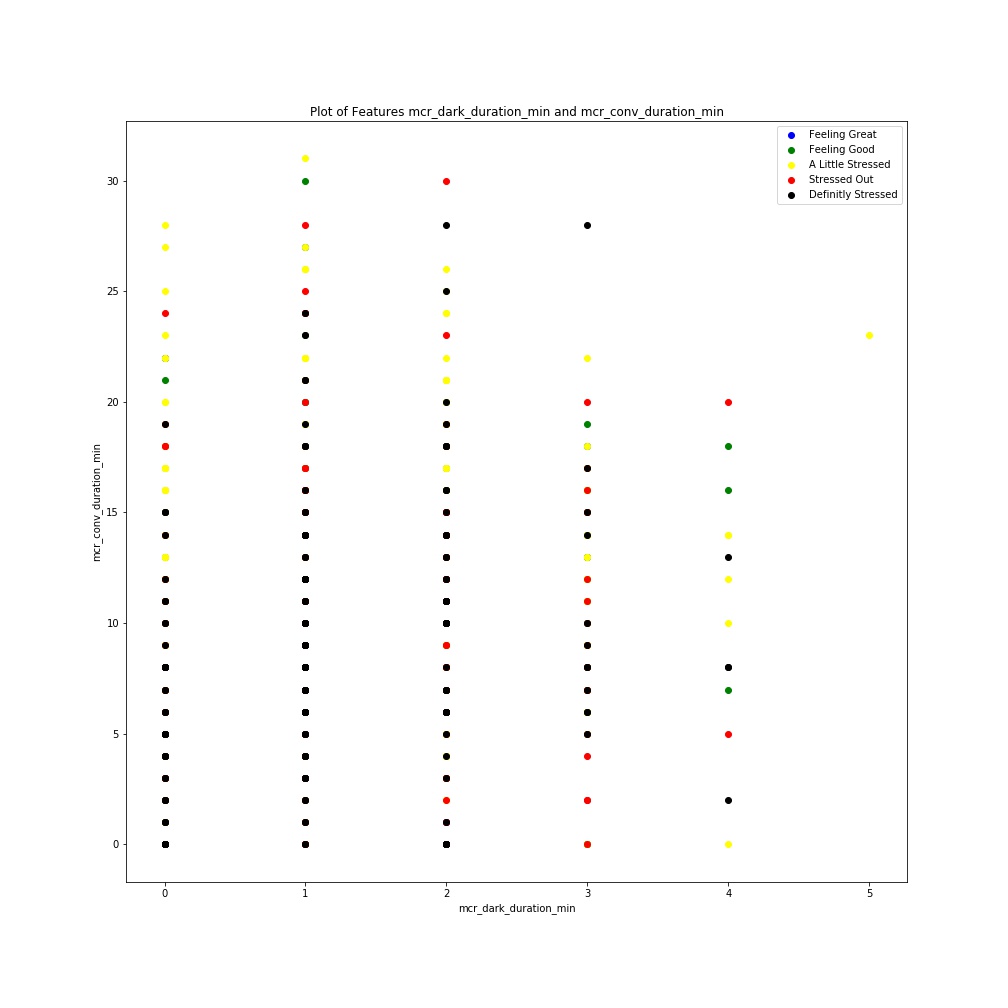 Plot of Features mcr_dark_duration_min and mcr_conv_duration_min
Feeling Great
Feeling Good
A Little Stressed
Stressed Out
Definitly Stressed
30
25
20
15
10
5
0
mcr_conv_duration_min
0 1 2 3 4 5
mcr_dark_duration_min